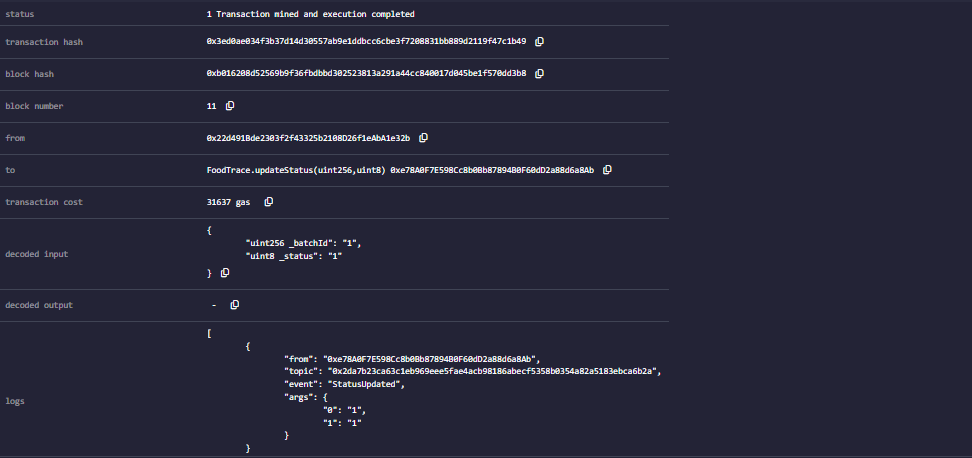 status 1 Transaction mined and execution completed
transaction hash 0x3ed0ae034f3b37d14d30557ab9e1ddbcc6cbe3f7208831bb889d2119f47c1b49
block hash 0xb016208d52569b9f36fbdbbd302523813a291a44cc840017d045be1f570dd3b8
block number 11
from 0x22d491Bde2303f2f43325b2108D26f1eAbA1e32b
to FoodTrace.updateStatus(uint256,uint8) 0xe78A0F7E598Cc8b0Bb87894B0F60dD2a88d6a8Ab
transaction cost 31637 gas
decoded input {
"uint256 _batchId": "1",
"uint8 _status": "1"
}
decoded output -
logs [
{
"from": "0xe78A0F7E598Cc8b0Bb87894B0F60dD2a88d6a8Ab",
"topic": "0x2da7b23ca63c1eb969eee5fae4acb98186abecf5358b0354a82a5183ebca6b2a",
"event": "StatusUpdated",
"args": {
"0": "1",
"1": "1"
}
}